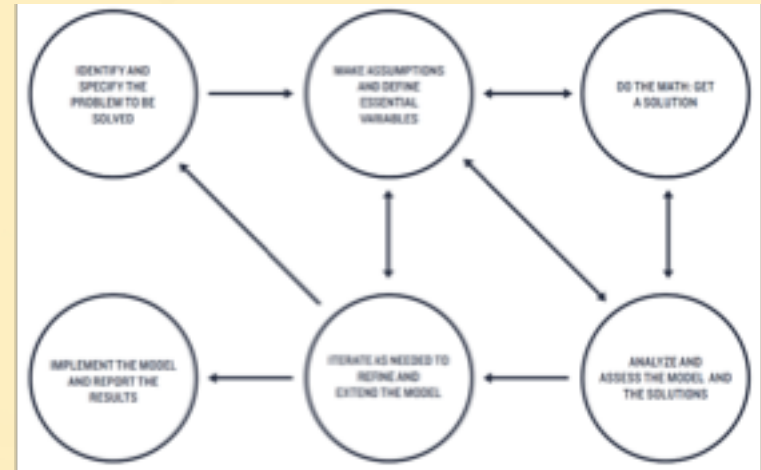 IDENTIFY AND
SPECIFY THE
PROBLEM TO BE
SOLVED
MAKE ASSUMPTIONS
AND DEFINE
ESSENTIAL
VARIABLES
DO THE MATH: GET
A SOLUTION
IMPLEMENT THE MODEL
AND REPORT THE
RESULTS
ITERATE AS NEEDED TO
REFINE AND
EXTEND THE MODEL
ANALYZE AND
ASSESS THE MODEL AND
THE SOLUTIONS